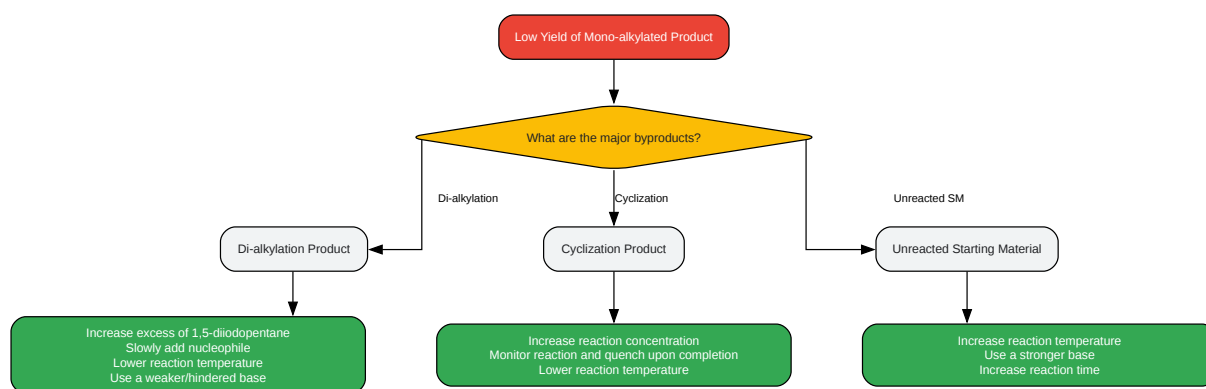 Low Yield of Mono-alkylated Product
What are the major byproducts?
Di-alkylation
Cyclization
Unreacted SM
Di-alkylation Product
Cyclization Product
Unreacted Starting Material
Increase excess of 1,5-diiodopentane
Slowly add nucleophile
Lower reaction temperature
Use a weaker/hindered base
Increase reaction concentration
Monitor reaction and quench upon completion
Lower reaction temperature
Increase reaction temperature
Use a stronger base
Increase reaction time